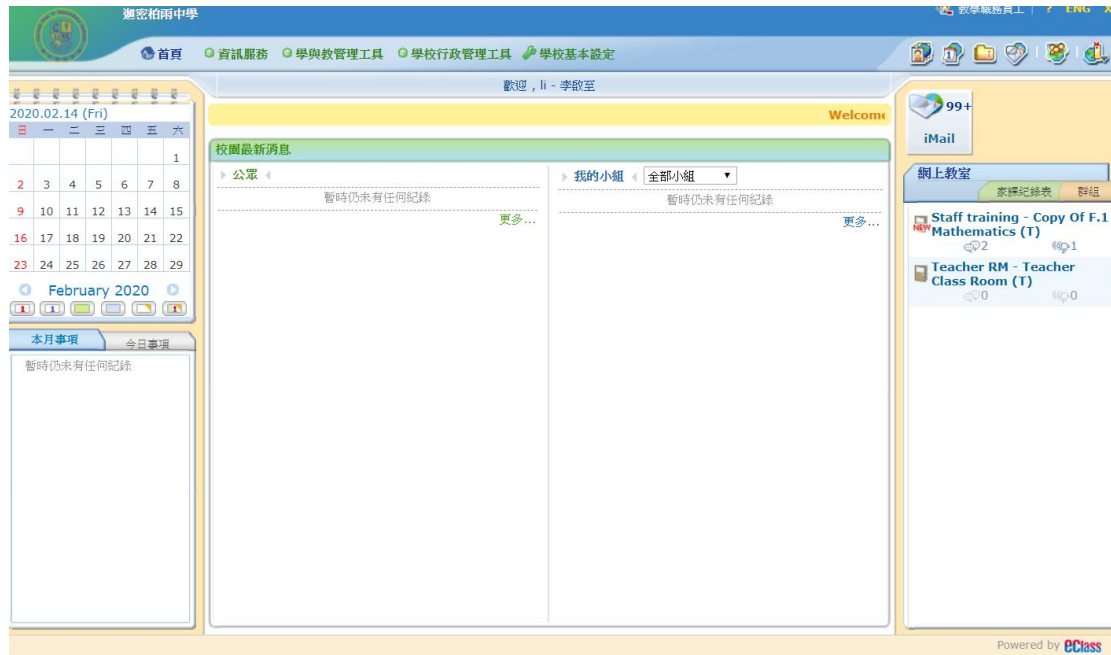 迦密柏雨中學
教學職務員工 | ? ENG X
首頁 資訊服務 學與教管理工具 學校行政管理工具 學校基本設定
歡迎 , li - 李啟至
2020.02.14 (Fri)
日 一 二 三 四 五 六
1
2 3 4 5 6 7 8
9 10 11 12 13 14 15
16 17 18 19 20 21 22
23 24 25 26 27 28 29
February 2020
1 1 1
本月事項 今日事項
暫時仍未有任何紀錄
Welcome
校園最新消息
公眾
暫時仍未有任何紀錄
更多...
我的小組 全部小組
暫時仍未有任何紀錄
更多...
99+
iMail
網上教室
家課紀錄表 群組
NEW
Staff training - Copy Of F.1
Mathematics (T)
2 1
Teacher RM - Teacher
Class Room (T)
0 0
Powered by eClass